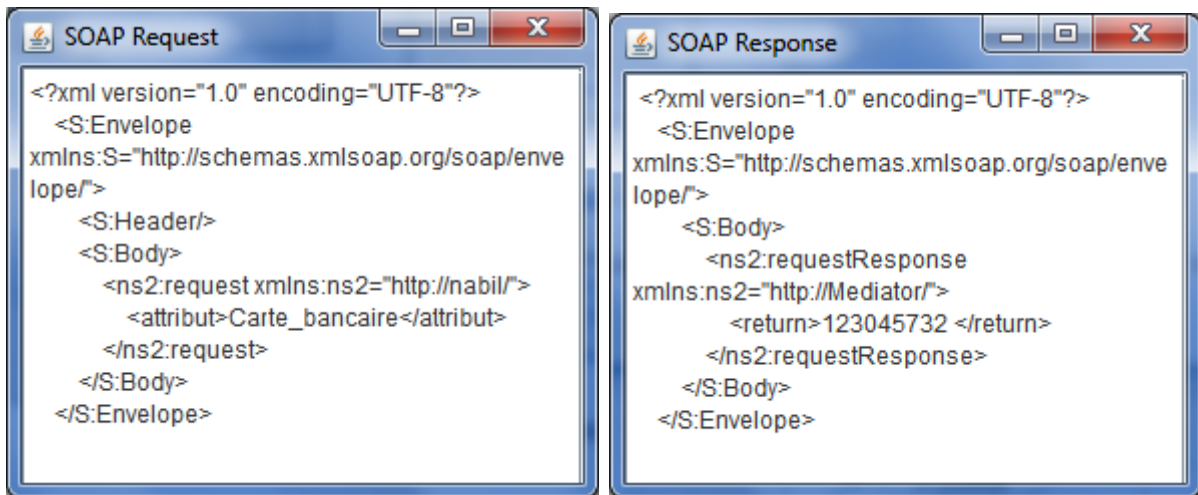 SOAP Request
<?xml version="1.0" encoding="UTF-8"?>
<S:Envelope
xmlns:S="http://schemas.xmlsoap.org/soap/enve
lope/">
<S:Header/>
<S:Body>
<ns2:request xmlns:ns2="http://nabil/">
<attribut>Carte_bancaire</attribut>
</ns2:request>
</S:Body>
</S:Envelope>
SOAP Response
<?xml version="1.0" encoding="UTF-8"?>
<S:Envelope
xmlns:S="http://schemas.xmlsoap.org/soap/enve
lope/">
<S:Body>
<ns2:requestResponse
xmlns:ns2="http://Mediator/">
<return>123045732 </return>
</ns2:requestResponse>
</S:Body>
</S:Envelope>